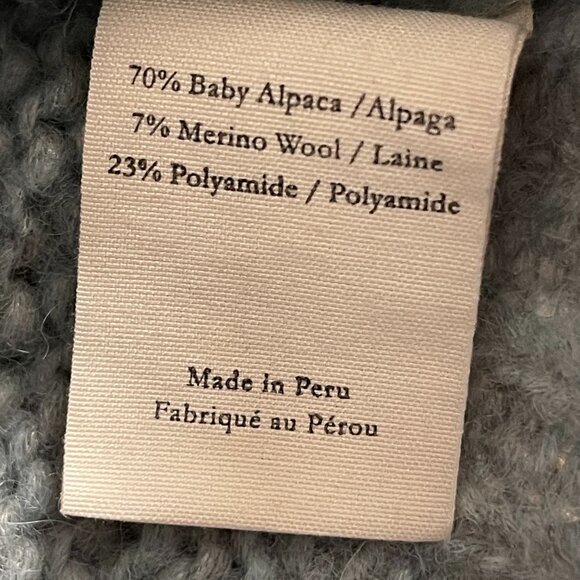 70% Baby Alpaca /Alpaga
7% Merino Wool / Laine
23% Polyamide / Polyamide
Made in Peru
Fabriqué au Pérou